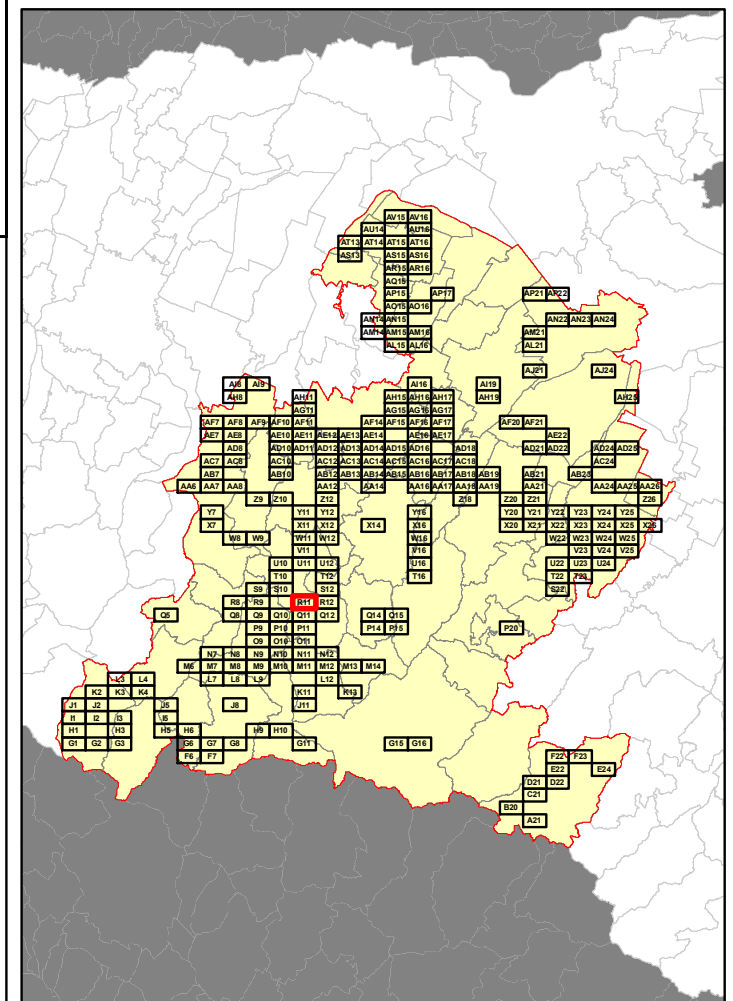 AV15 AV16
AU14 AU16
AT13 AT14 AT15 AT16
AS13 AS15 AS16
AR15 AR16
AQ15
AP15 AP17 AP21 AP22
AO15 AO16
AN14 AN15 AN22 AN23 AN24
AM14 AM15 AM16 AM21
AL15 AL16 AL21
AJ21 AJ24
AI8 AI9 AI16 AI19
AH8 AH11 AH15 AH16 AH17 AH19 AH25
AG11 AG15 AG16 AG17
AF7 AF8 AF9 AF10 AF11 AF14 AF15 AF16 AF17 AF20 AF21
AE7 AE8 AE10 AE11 AE12 AE13 AE14 AE16 AE17 AE22
AD8 AD10 AD11 AD12 AD13 AD14 AD15 AD16 AD18 AD21 AD22 AD24 AD25
AC7 AC8 AC10 AC12 AC13 AC14 AC15 AC16 AC17 AC18 AC24
AB7 AB10 AB12 AB13 AB14 AB15 AB16 AB17 AB18 AB19 AB21 AB23
AA6 AA7 AA8 AA12 AA14 AA16 AA17 AA18 AA19 AA21 AA24 AA25 AA26
Z9 Z10 Z12 Z18 Z20 Z21 Z26
Y7 Y11 Y12 Y16 Y20 Y21 Y22 Y23 Y24 Y25
X7 X11 X12 X14 X16 X20 X21 X22 X23 X24 X25 X26
W8 W9 W11 W12 W16 W22 W23 W24 W25
V11 V16 V23 V24 V25
U10 U11 U12 U16 U22 U23 U24
T10 T12 T16 T22 T23
S9 S10 S12 S22
R8 R9 R11 R12
Q5 Q8 Q9 Q10 Q11 Q12 Q14 Q15
P9 P10 P11 P14 P15 P20
O9 O10 O11
N7 N8 N9 N10 N11 N12
M6 M7 M8 M9 M10 M11 M12 M13 M14
L3 L4 L7 L8 L9 L12
K2 K3 K4 K11 K13
J1 J2 J5 J8 J11
I1 I2 I3 I5
H1 H3 H5 H6 H9 H10
G1 G2 G3 G6 G7 G8 G11 G15 G16
F6 F7 F22 F23
E22 E24
D21 D22
C21
B20
A21